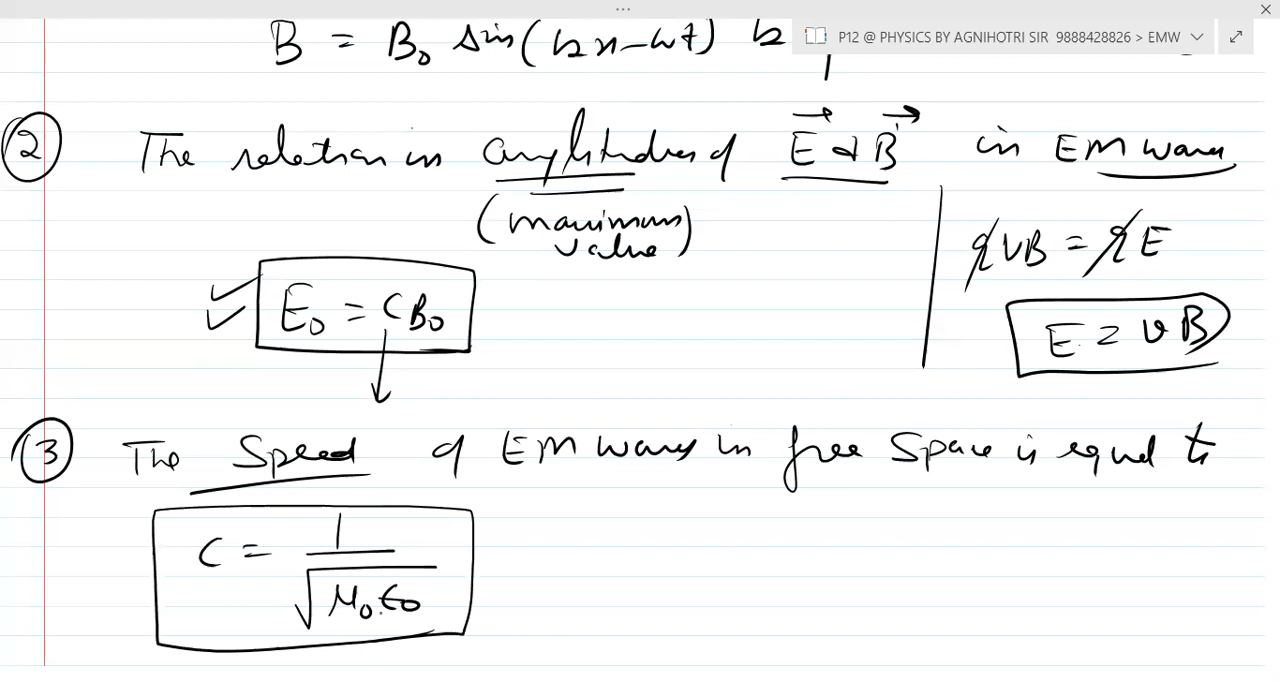 P12 @ PHYSICS BY AGNIHOTRI SIR 9888428826 > EMW
B = B₀ sin(kx-ωt) k
② The relation in amplitudes of E & B in EM waves
(maximum value)
qVB = qE
E₀ = CB₀
E = vB
③ The Speed of EM waves in free Space is equal to
C = 1/√μ₀ε₀